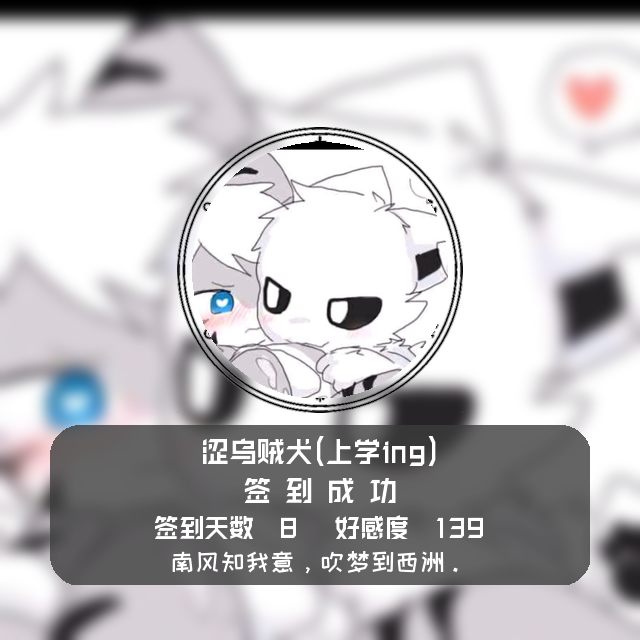 涩乌贼犬(上学ing)
签 到 成 功
签到天数 8 好感度 139
南风知我意，吹梦到西洲.